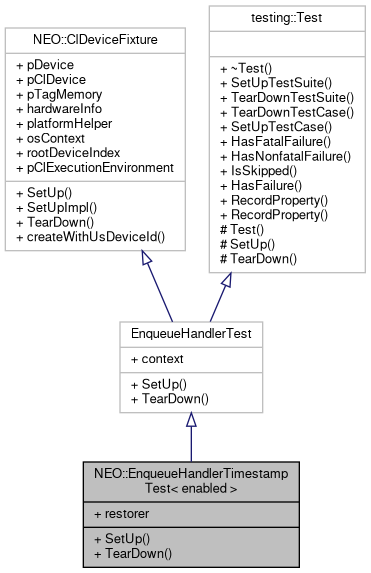 NEO::ClDeviceFixture
+ pDevice
+ pClDevice
+ pTagMemory
+ hardwareInfo
+ platformHelper
+ osContext
+ rootDeviceIndex
+ pClExecutionEnvironment
+ SetUp()
+ SetUpImpl()
+ TearDown()
+ createWithUsDeviceId()
testing::Test
+ ~Test()
+ SetUpTestSuite()
+ TearDownTestSuite()
+ TearDownTestCase()
+ SetUpTestCase()
+ HasFatalFailure()
+ HasNonfatalFailure()
+ IsSkipped()
+ HasFailure()
+ RecordProperty()
+ RecordProperty()
# Test()
# SetUp()
# TearDown()
EnqueueHandlerTest
+ context
+ SetUp()
+ TearDown()
NEO::EnqueueHandlerTimestamp
Test< enabled >
+ restorer
+ SetUp()
+ TearDown()